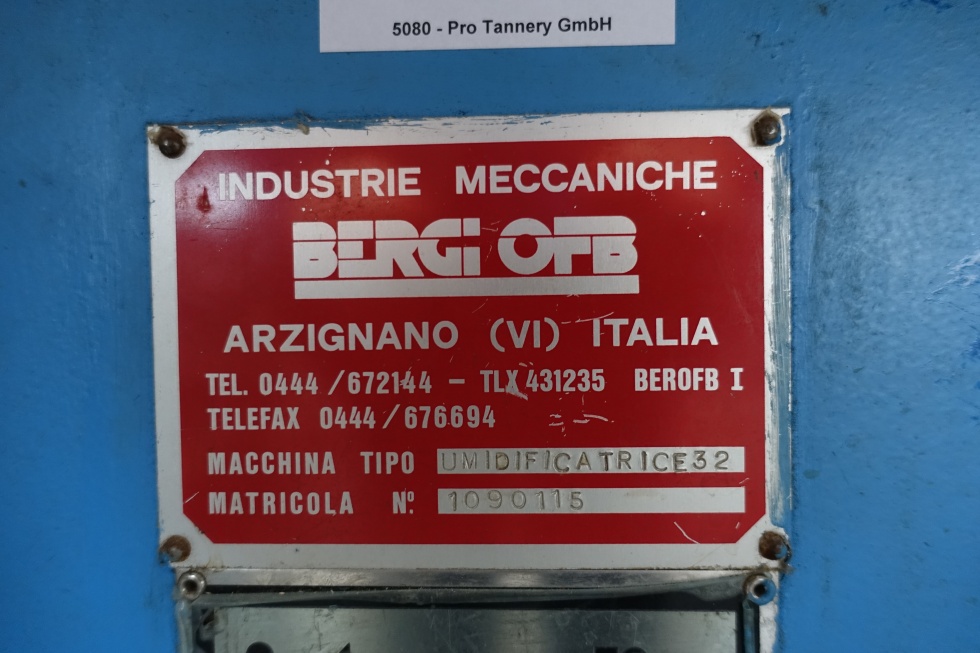 5080 - Pro Tannery GmbH
INDUSTRIE MECCANICHE
BERGI OFB
ARZIGNANO (VI) ITALIA
TEL. 0444/672144 - TLX 431235 BEROFB I
TELEFAX 0444/676694
MACCHINA TIPO UMIDIFICATRICE32
MATRICOLA N° 1090115